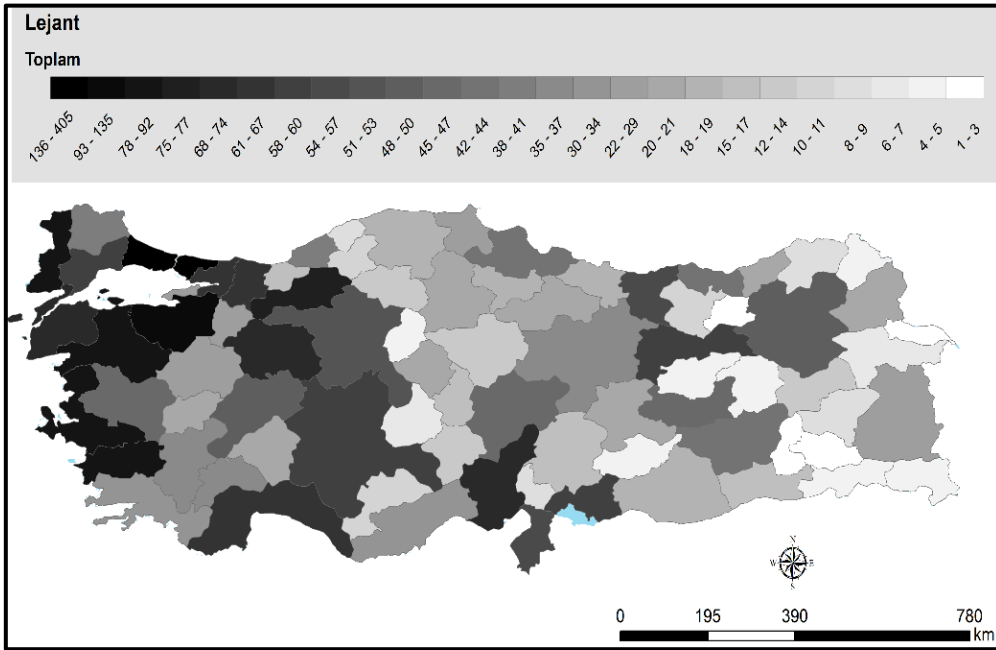 Lejant
Toplam
136 - 405
93 - 135
78 - 92
75 - 77
68 - 74
61 - 67
58 - 60
54 - 57
51 - 53
48 - 50
45 - 47
42 - 44
38 - 41
35 - 37
30 - 34
22 - 29
20 - 21
18 - 19
15 - 17
12 - 14
10 - 11
8 - 9
6 - 7
4 - 5
1 - 3
N
W
E
S
0 195 390 780
km